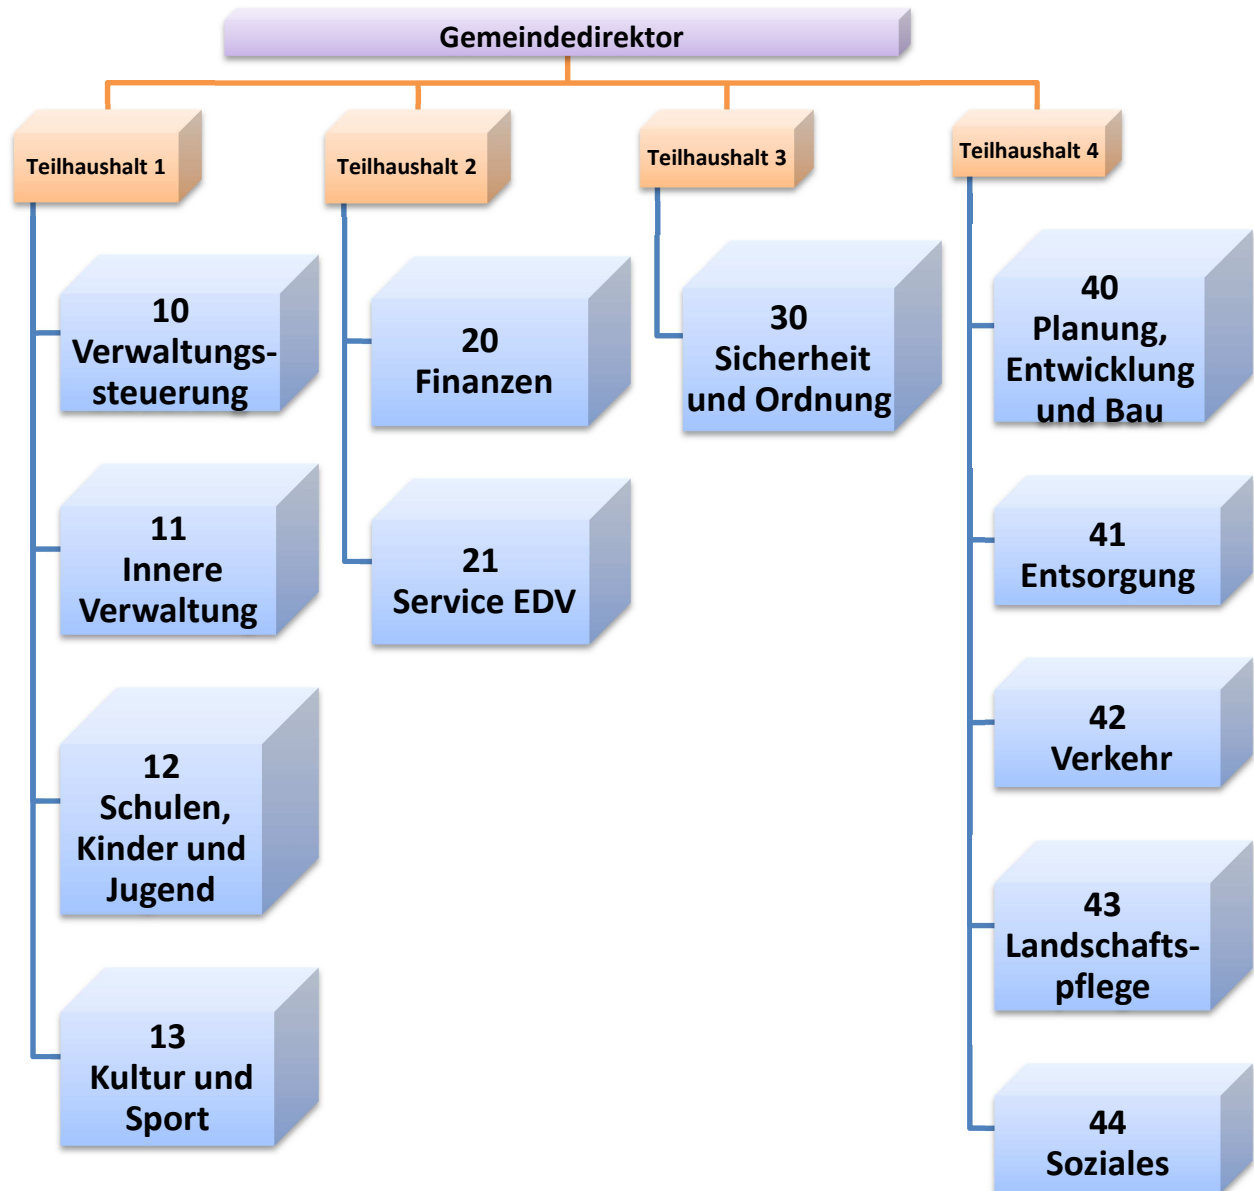 Gemeindedirektor
Teilhaushalt 1
Teilhaushalt 2
Teilhaushalt 3
Teilhaushalt 4
10
Verwaltungs-
steuerung
11
Innere
Verwaltung
12
Schulen,
Kinder und
Jugend
13
Kultur und
Sport
20
Finanzen
21
Service EDV
30
Sicherheit
und Ordnung
40
Planung,
Entwicklung
und Bau
41
Entsorgung
42
Verkehr
43
Landschafts-
pflege
44
Soziales